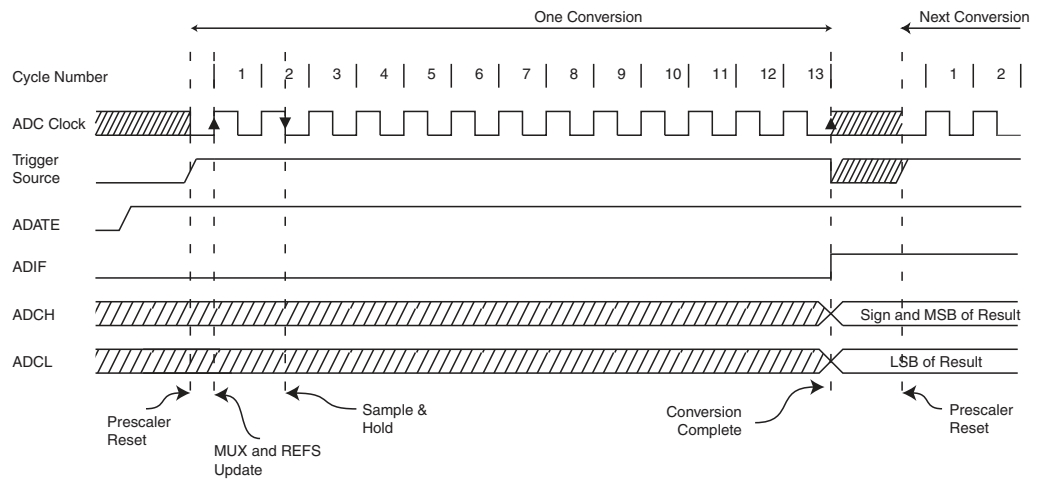 One Conversion
Next Conversion
Cycle Number
1 2 3 4 5 6 7 8 9 10 11 12 13 1 2
ADC Clock
Trigger
Source
ADATE
ADIF
ADCH
Sign and MSB of Result
ADCL
LSB of Result
Prescaler
Reset
MUX and REFS
Update
Sample &
Hold
Conversion
Complete
Prescaler
Reset